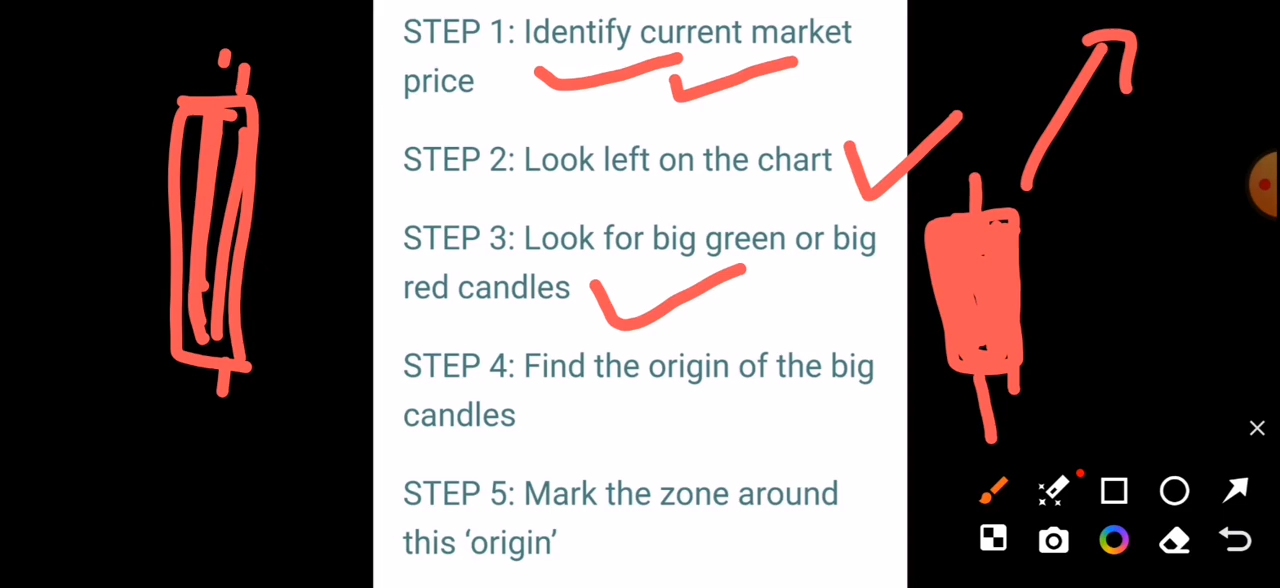 STEP 1: Identify current market
price
STEP 2: Look left on the chart
STEP 3: Look for big green or big
red candles
STEP 4: Find the origin of the big
candles
STEP 5: Mark the zone around
this ‘origin’